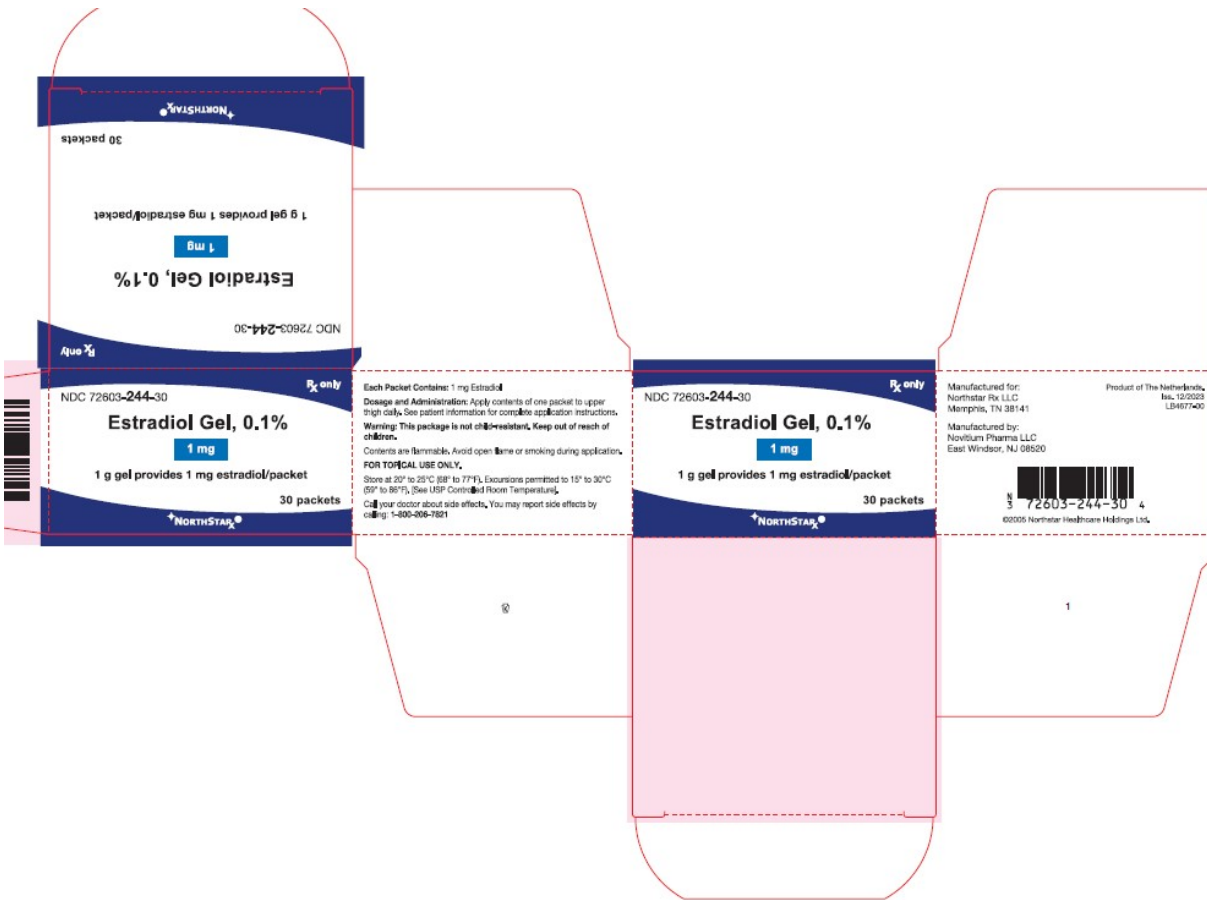 NORTHSTARx®
30 packets
1 g gel provides 1 mg estradiol/packet
1 mg
Estradiol Gel, 0.1%
NDC 72603-244-30
Rx only
Rx only
NDC 72603-244-30
Estradiol Gel, 0.1%
1 mg
1 g gel provides 1 mg estradiol/packet
30 packets
NORTHSTARx®
Each Packet Contains: 1 mg Estradiol
Dosage and Administration: Apply contents of one packet to upper
thigh daily. See patient information for complete application instructions.
Warning: This package is not child-resistant. Keep out of reach of
children.
Contents are flammable. Avoid open flame or smoking during application.
FOR TOPICAL USE ONLY.
Store at 20° to 25°C (68° to 77°F). Excursions permitted to 15° to 30°C
(59° to 86°F). [See USP Controlled Room Temperature].
Call your doctor about side effects. You may report side effects by
calling: 1-800-206-7821
Rx only
NDC 72603-244-30
Estradiol Gel, 0.1%
1 mg
1 g gel provides 1 mg estradiol/packet
30 packets
NORTHSTARx®
Manufactured for:
Northstar Rx LLC
Memphis, TN 38141
Manufactured by:
Novitium Pharma LLC
East Windsor, NJ 08520
Product of The Netherlands.
Iss. 12/2023
LB4677-00
N
3 72603-244-30 4
©2005 Northstar Healthcare Holdings Ltd.
1